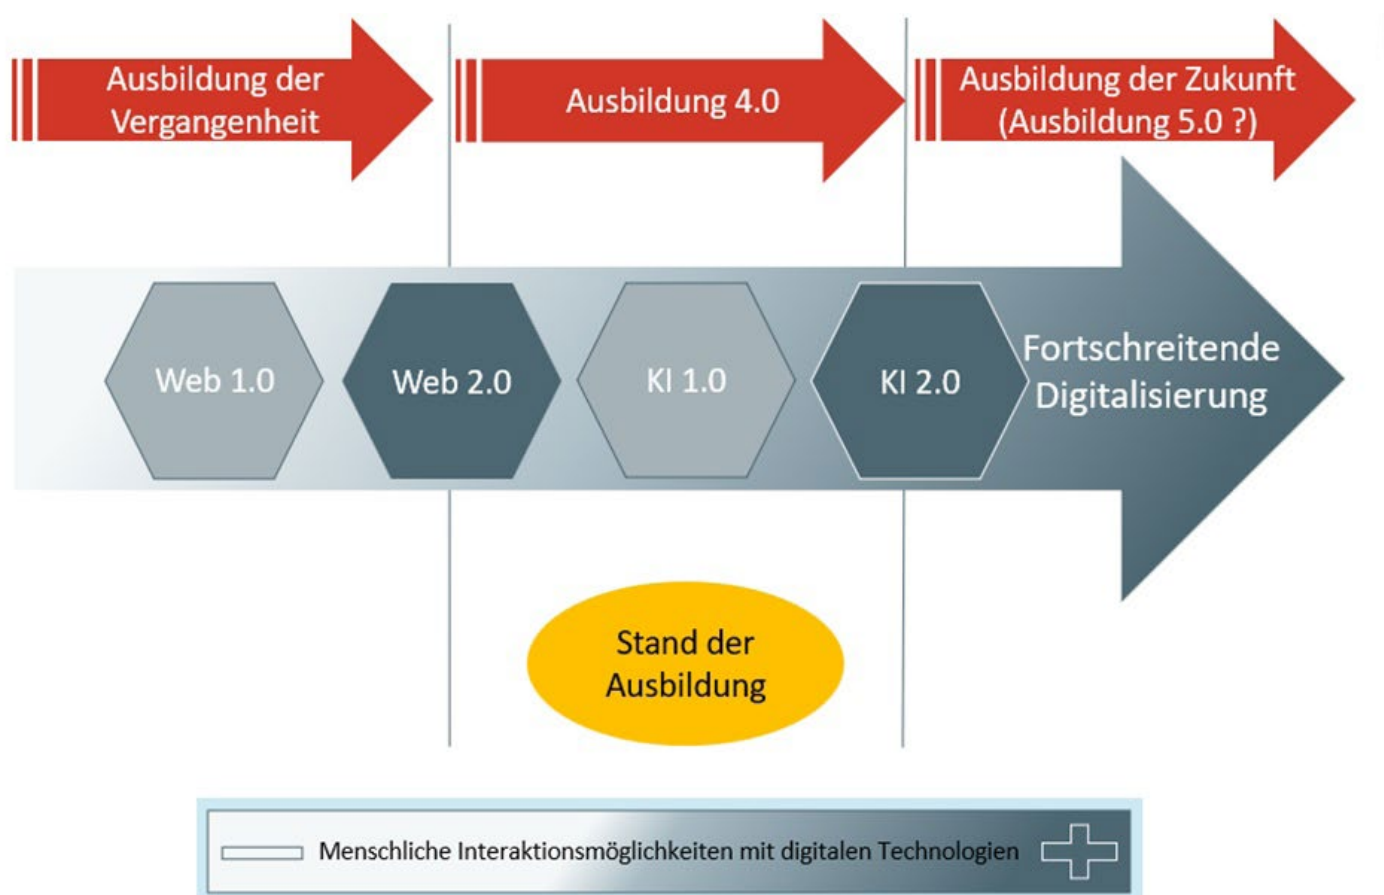 Ausbildung der
Vergangenheit
Ausbildung 4.0
Ausbildung der Zukunft
(Ausbildung 5.0 ?)
Web 1.0
Web 2.0
KI 1.0
KI 2.0
Fortschreitende
Digitalisierung
Stand der
Ausbildung
Menschliche Interaktionsmöglichkeiten mit digitalen Technologien